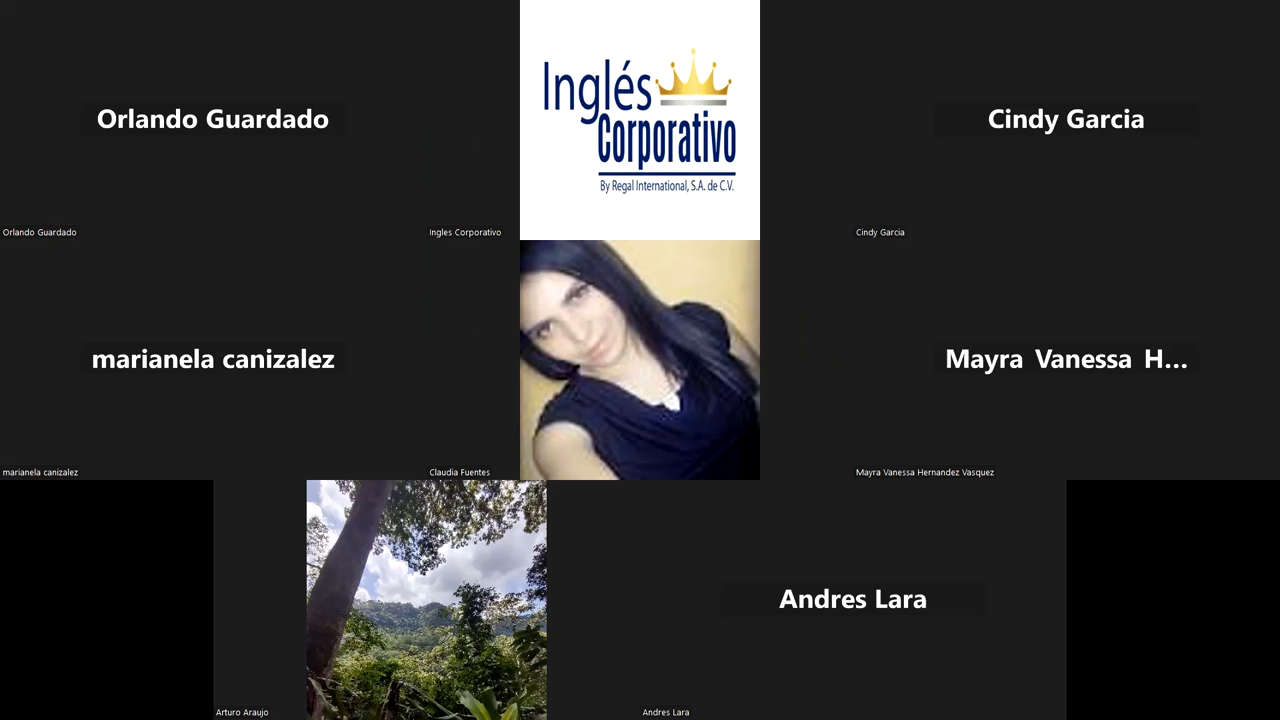 Orlando Guardado
Inglés
Corporativo
By Regal International, S.A. de C.V.
Cindy Garcia
Orlando Guardado
Ingles Corporativo
Cindy Garcia
marianela canizalez
Mayra Vanessa H...
marianela canizalez
Claudia Fuentes
Mayra Vanessa Hernandez Vasquez
Andres Lara
Arturo Araujo
Andres Lara